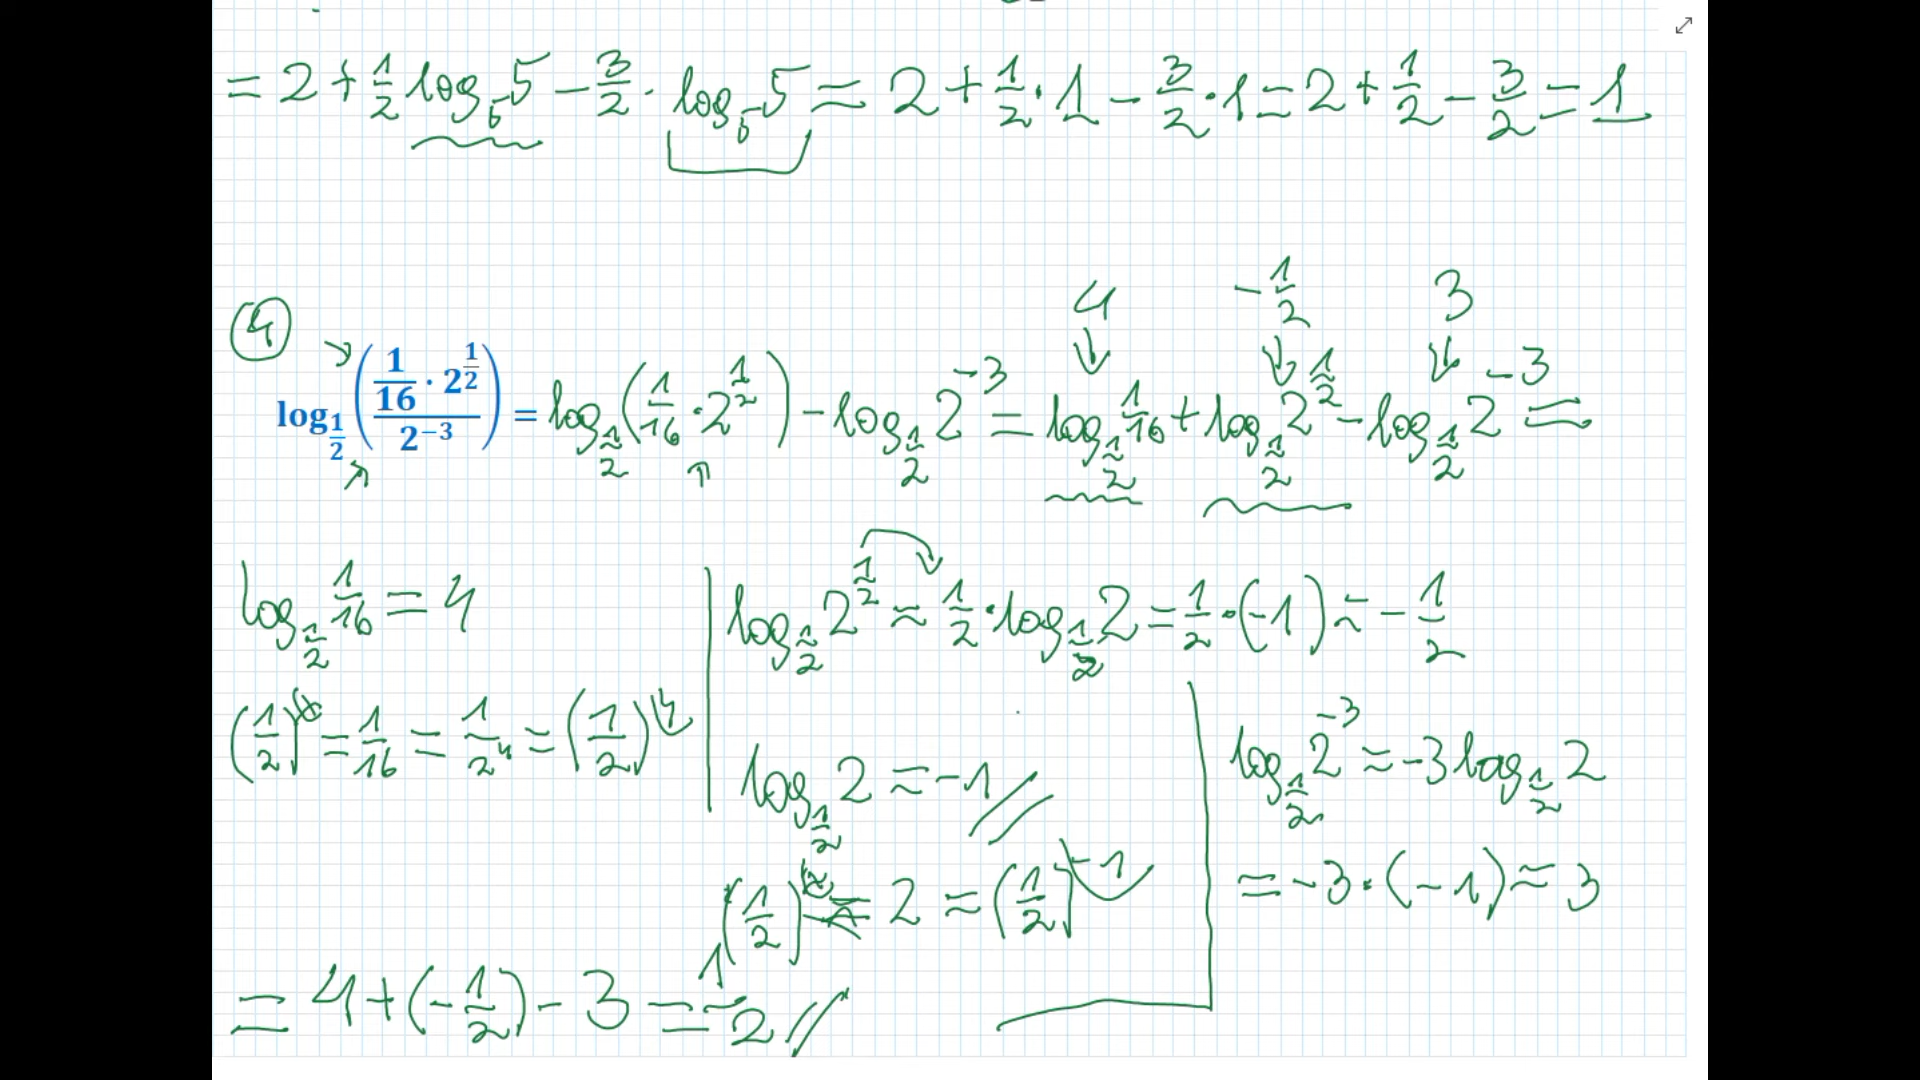 = 2 + 1/2 log₅ 5 − 3/2 · log₅ 5 = 2 + 1/2 · 1 − 3/2 · 1 = 2 + 1/2 − 3/2 = 1
4
4 −1/2 3
log_{1/2} ((1/16 · 2^{1/2}) / 2^{−3}) = log_{1/2} (1/16 · 2^{1/2}) − log_{1/2} 2^{−3} = log_{1/2} 1/16 + log_{1/2} 2^{1/2} − log_{1/2} 2^{−3} =
log_{1/2} 1/16 = 4
(1/2)^x = 1/16 = 1/2^4 = (1/2)^4
log_{1/2} 2^{1/2} = 1/2 · log_{1/2} 2 = 1/2 · (−1) = −1/2
log_{1/2} 2 = −1
(1/2)^x = 2 = (1/2)^{−1}
log_{1/2} 2^{−3} = −3 log_{1/2} 2
= −3 · (−1) = 3
= 4 + (−1/2) − 3 = 1/2